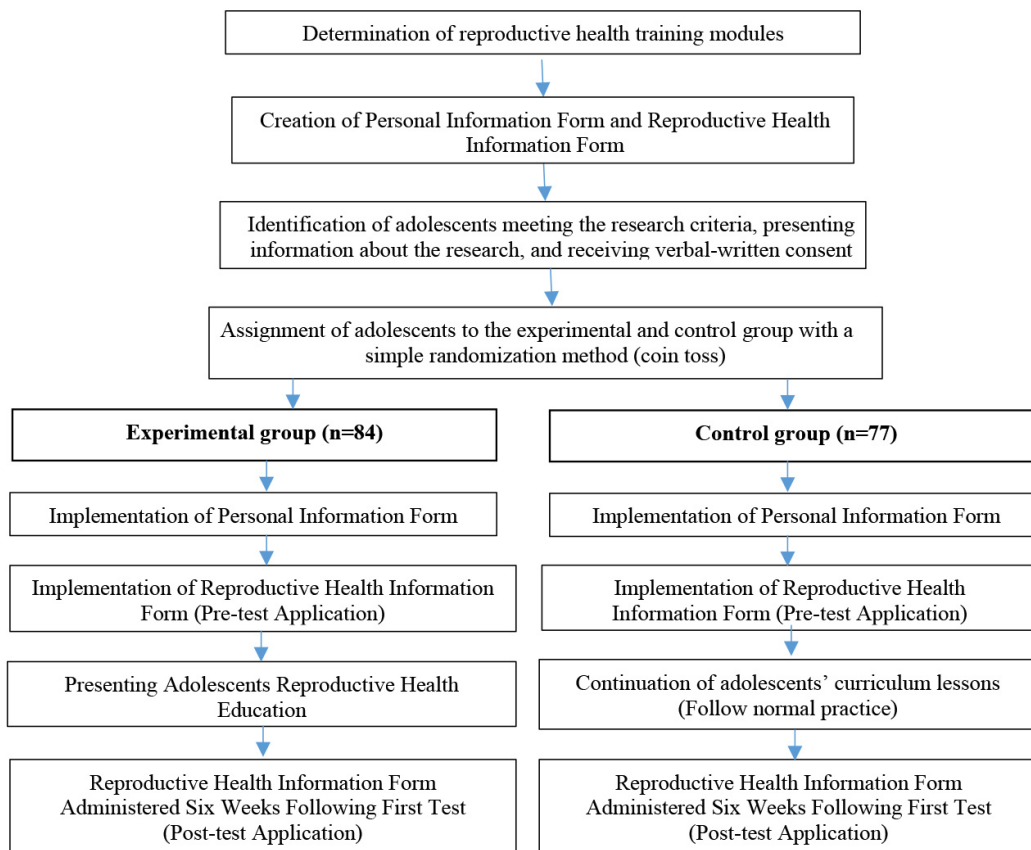 Determination of reproductive health training modules
Creation of Personal Information Form and Reproductive Health
Information Form
Identification of adolescents meeting the research criteria, presenting
information about the research, and receiving verbal-written consent
Assignment of adolescents to the experimental and control group with a
simple randomization method (coin toss)
Experimental group (n=84)
Control group (n=77)
Implementation of Personal Information Form
Implementation of Personal Information Form
Implementation of Reproductive Health Information
Form (Pre-test Application)
Implementation of Reproductive Health
Information Form (Pre-test Application)
Presenting Adolescents Reproductive Health
Education
Continuation of adolescents’ curriculum lessons
(Follow normal practice)
Reproductive Health Information Form
Administered Six Weeks Following First Test
(Post-test Application)
Reproductive Health Information Form
Administered Six Weeks Following First Test
(Post-test Application)